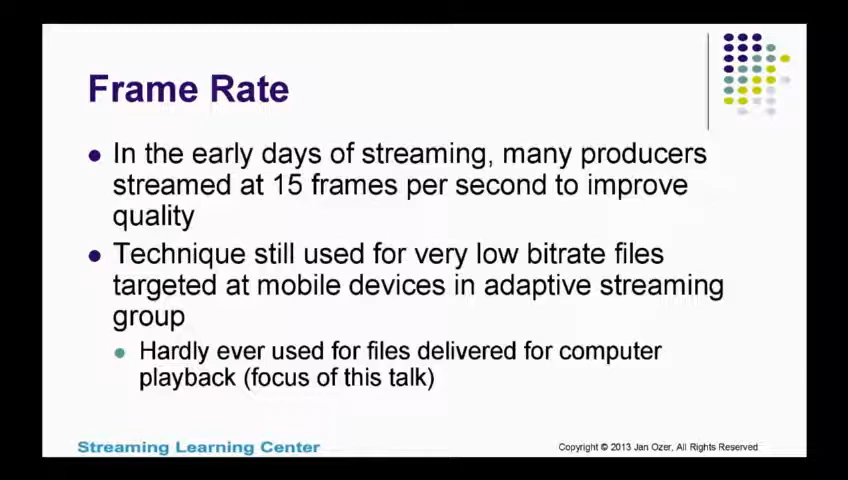 Frame Rate
In the early days of streaming, many producers
streamed at 15 frames per second to improve
quality
Technique still used for very low bitrate files
targeted at mobile devices in adaptive streaming
group
Hardly ever used for files delivered for computer
playback (focus of this talk)
Streaming Learning Center
Copyright © 2013 Jan Ozer, All Rights Reserved